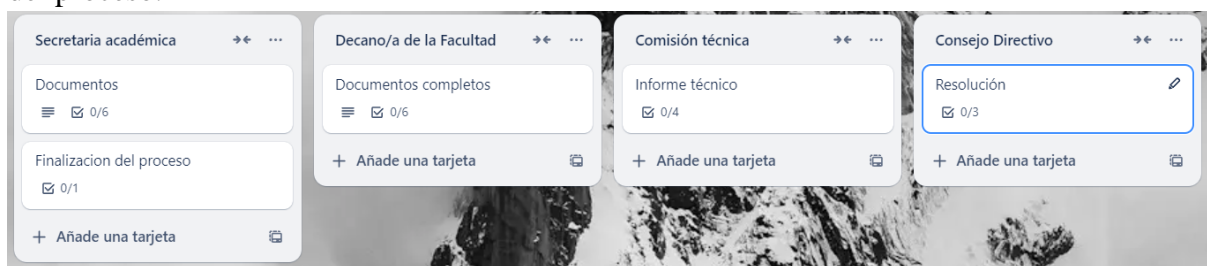 Secretaria académica
Documentos
0/6
Finalizacion del proceso
0/1
+ Añade una tarjeta
Decano/a de la Facultad
Documentos completos
0/6
+ Añade una tarjeta
Comisión técnica
Informe técnico
0/4
+ Añade una tarjeta
Consejo Directivo
Resolución
0/3
+ Añade una tarjeta